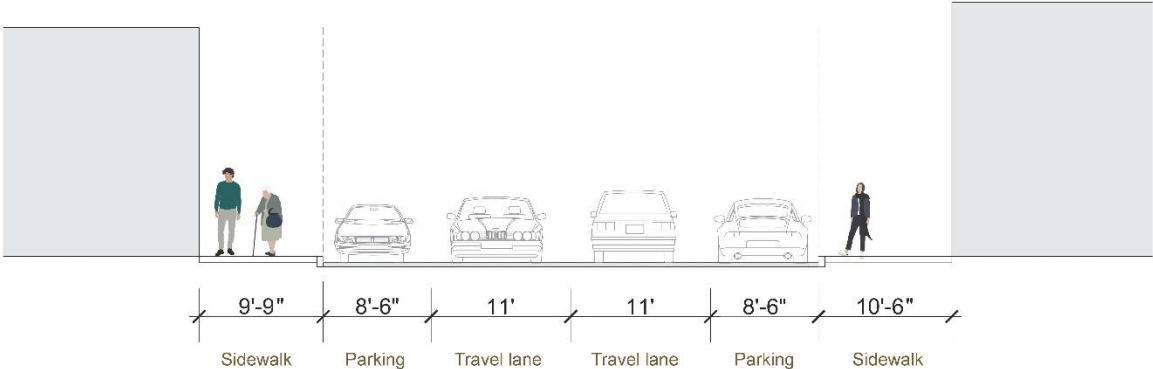 9'-9" 8'-6" 11' 11' 8'-6" 10'-6"
Sidewalk Parking Travel lane Travel lane Parking Sidewalk